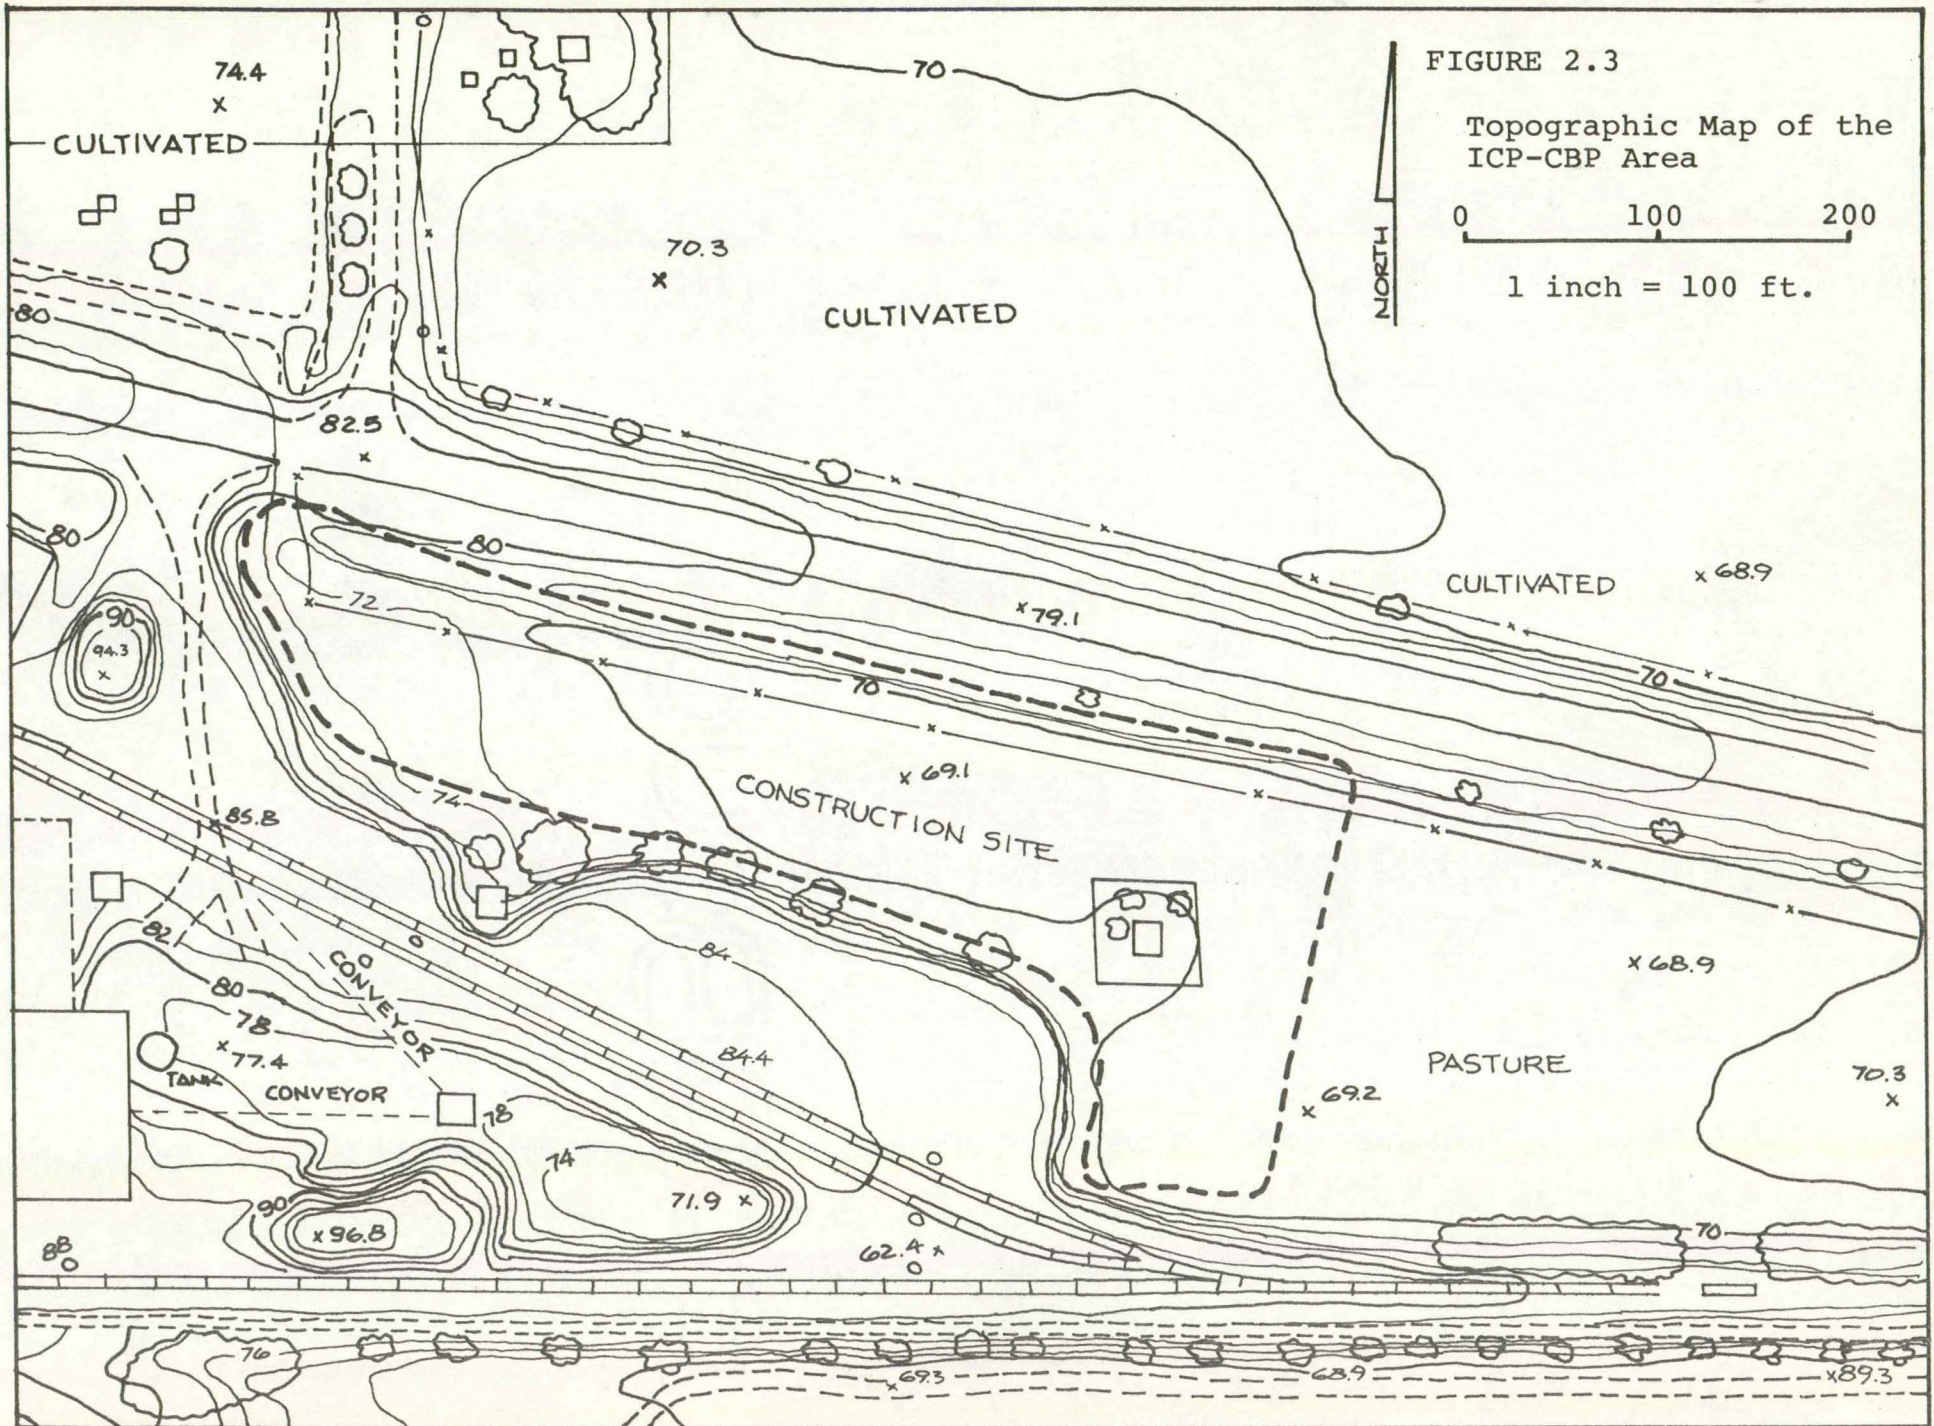 FIGURE 2.3
Topographic Map of the
ICP-CBP Area
0 100 200
1 inch = 100 ft.
NORTH
74.4
CULTIVATED
70
70.3
CULTIVATED
80
82.5
80
80
72
79.1
CULTIVATED
68.9
90
94.3
70
70
69.1
CONSTRUCTION SITE
74
85.8
82
CONVEYOR
84
68.9
80
78
77.4
TANK
CONVEYOR
84.4
PASTURE
70.3
69.2
78
74
71.9
90
96.8
88
62.4
70
76
69.3
68.9
89.3